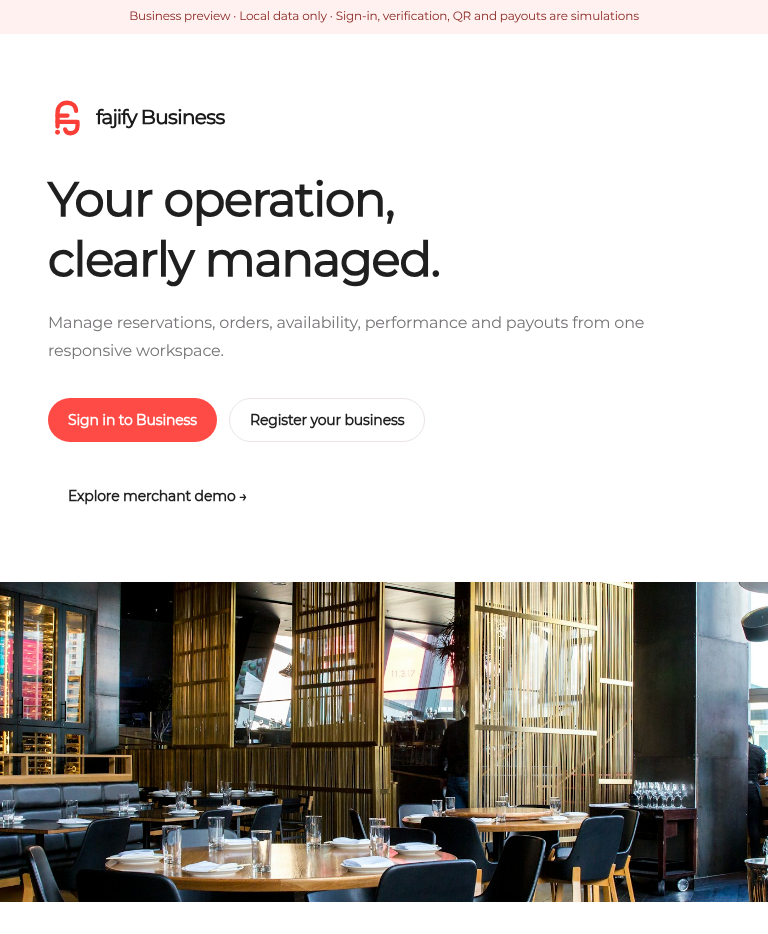 Business preview · Local data only · Sign-in, verification, QR and payouts are simulations
fajify Business
Your operation,
clearly managed.
Manage reservations, orders, availability, performance and payouts from one
responsive workspace.
Sign in to Business
Register your business
Explore merchant demo →